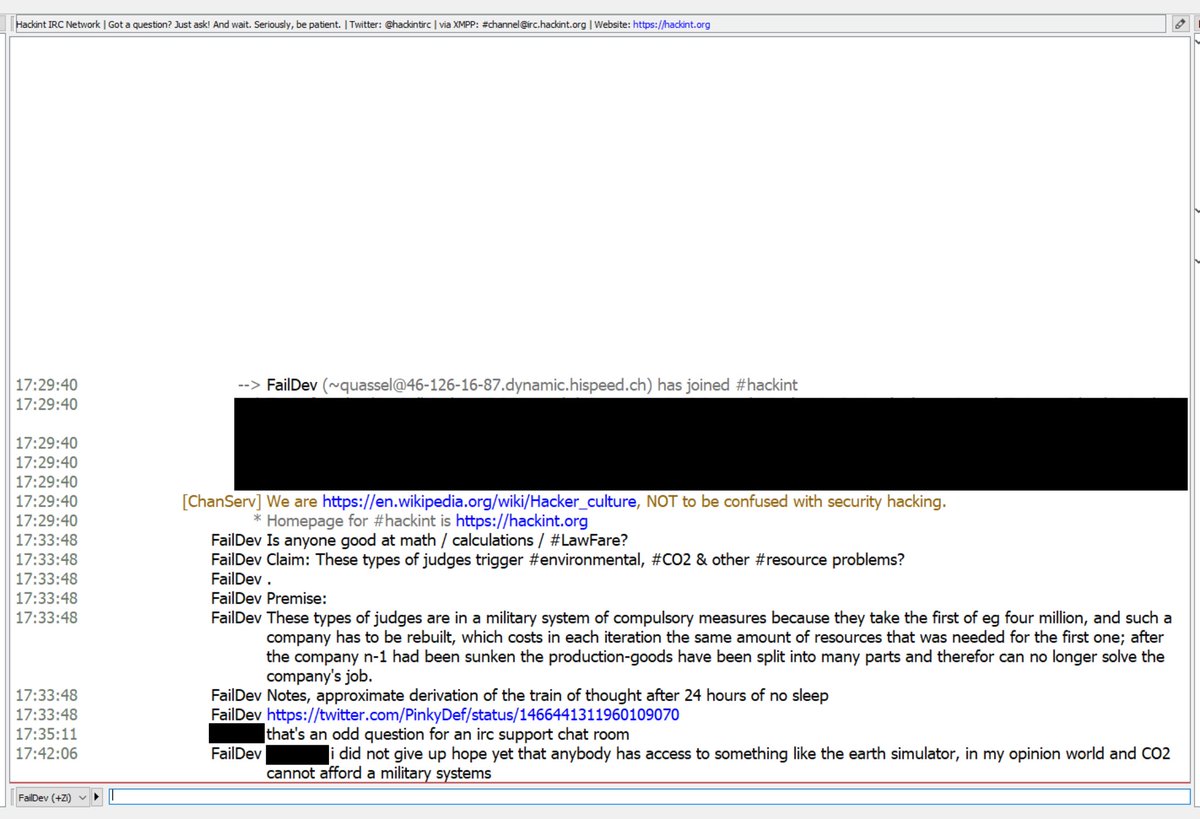 Hackint IRC Network | Got a question? Just ask! And wait. Seriously, be patient. | Twitter: @hackintirc | via XMPP: #channel@irc.hackint.org | Website: https://hackint.org
17:29:40 --> FailDev (~quassel@46-126-16-87.dynamic.hispeed.ch) has joined #hackint
17:29:40
17:29:40
17:29:40
17:29:40
17:29:40 [ChanServ] We are https://en.wikipedia.org/wiki/Hacker_culture, NOT to be confused with security hacking.
17:29:40 * Homepage for #hackint is https://hackint.org
17:33:48 FailDev Is anyone good at math / calculations / #LawFare?
17:33:48 FailDev Claim: These types of judges trigger #environmental, #CO2 & other #resource problems?
17:33:48 FailDev .
17:33:48 FailDev Premise:
17:33:48 FailDev These types of judges are in a military system of compulsory measures because they take the first of eg four million, and such a
company has to be rebuilt, which costs in each iteration the same amount of resources that was needed for the first one; after
the company n-1 had been sunken the production-goods have been split into many parts and therefor can no longer solve the
company's job.
17:33:48 FailDev Notes, approximate derivation of the train of thought after 24 hours of no sleep
17:33:48 FailDev https://twitter.com/PinkyDef/status/1466441311960109070
17:35:11 that's an odd question for an irc support chat room
17:42:06 FailDev i did not give up hope yet that anybody has access to something like the earth simulator, in my opinion world and CO2
cannot afford a military systems
FailDev (+Zi)